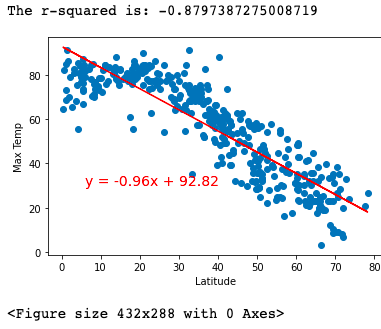 The r-squared is: -0.8797387275008719
80
60
40
20
0
Max Temp
y = -0.96x + 92.82
0 10 20 30 40 50 60 70 80
Latitude
<Figure size 432x288 with 0 Axes>